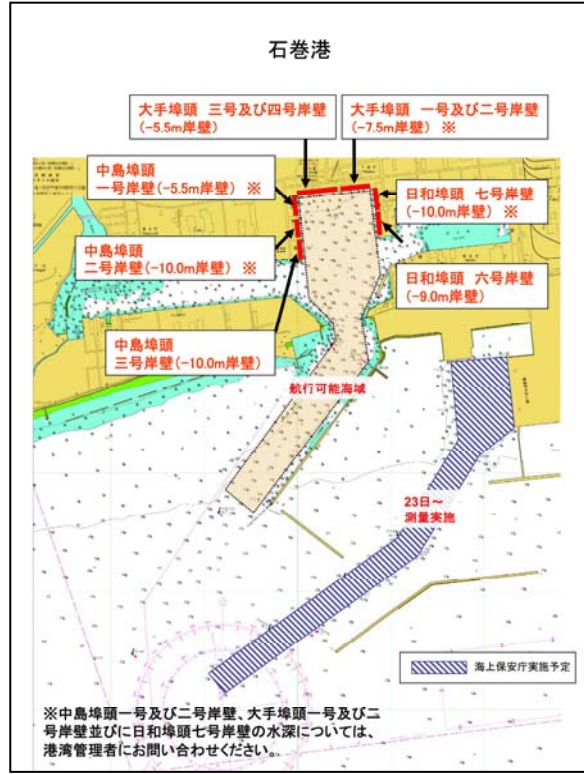 石巻港
大手埠頭 三号及び四号岸壁
(−5.5m岸壁)
大手埠頭 一号及び二号岸壁
(−7.5m岸壁) ※
中島埠頭
一号岸壁(−5.5m岸壁) ※
日和埠頭 七号岸壁
(−10.0m岸壁) ※
中島埠頭
二号岸壁(−10.0m岸壁) ※
日和埠頭 六号岸壁
(−9.0m岸壁)
中島埠頭
三号岸壁(−10.0m岸壁)
航行可能海域
23日～
測量実施
海上保安庁実施予定
※中島埠頭一号及び二号岸壁、大手埠頭一号及び二
号岸壁並びに日和埠頭七号岸壁の水深については、
港湾管理者にお問い合わせください。